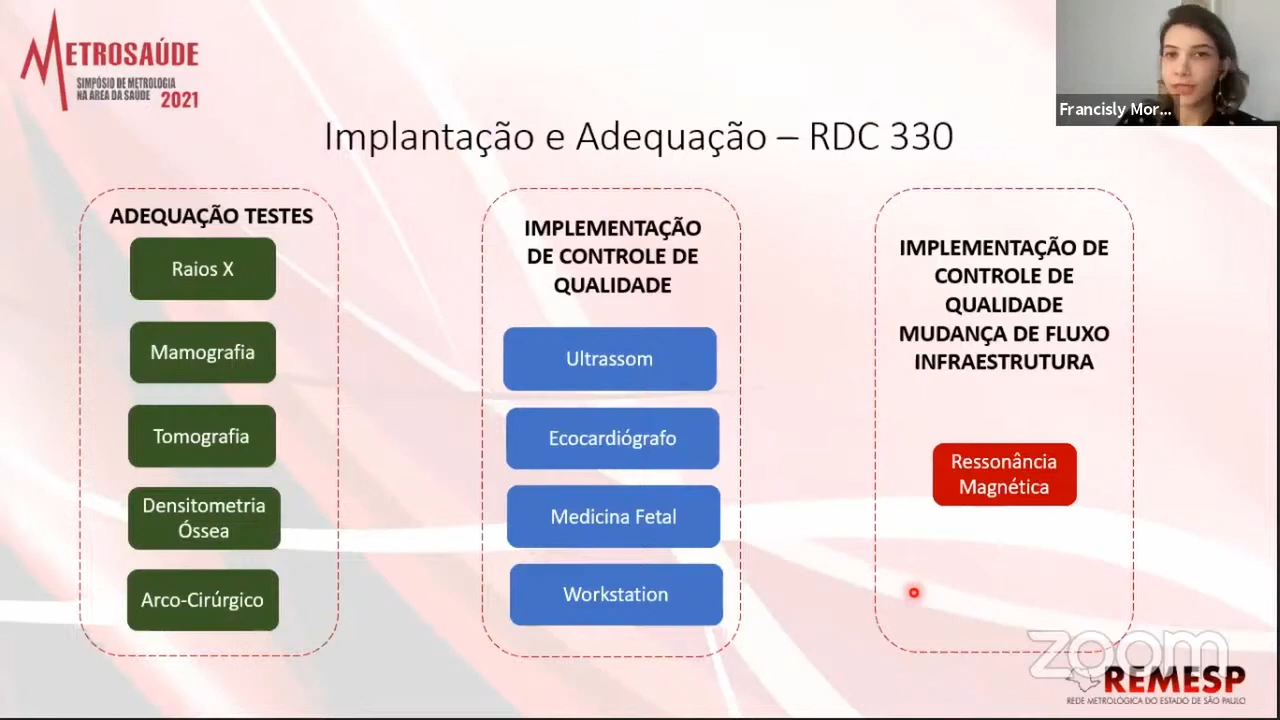 METROSAÚDE
SIMPÓSIO DE METROLOGIA
NA ÁREA DA SAÚDE 2021
Francisly Mor...
Implantação e Adequação – RDC 330
ADEQUAÇÃO TESTES
Raios X
Mamografia
Tomografia
Densitometria
Óssea
Arco-Cirúrgico
IMPLEMENTAÇÃO
DE CONTROLE DE
QUALIDADE
Ultrassom
Ecocardiógrafo
Medicina Fetal
Workstation
IMPLEMENTAÇÃO DE
CONTROLE DE
QUALIDADE
MUDANÇA DE FLUXO
INFRAESTRUTURA
Ressonância
Magnética
zoom
REMESP
REDE METROLÓGICA DO ESTADO DE SÃO PAULO